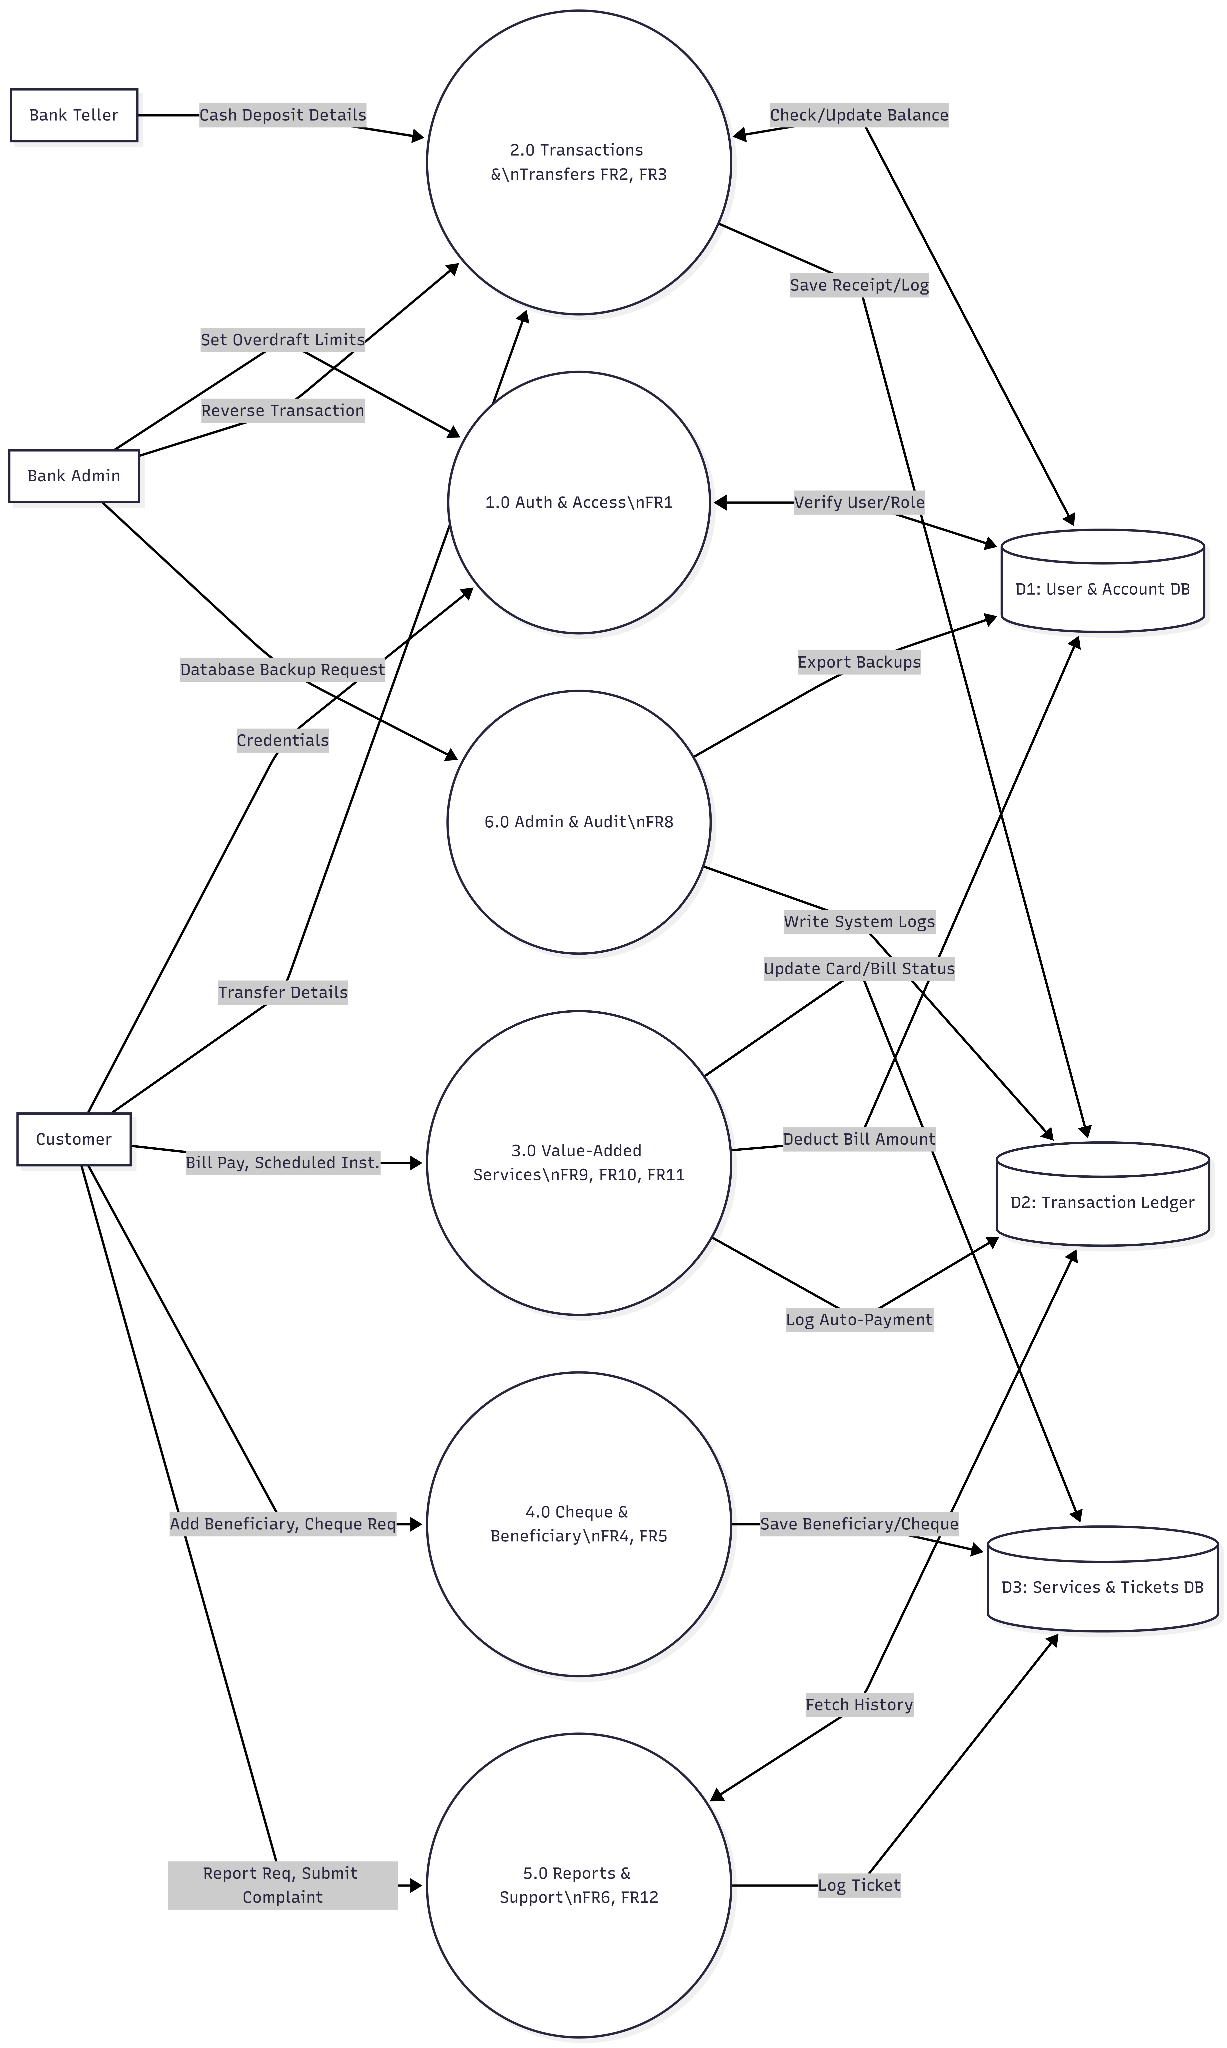 Bank Teller
Cash Deposit Details
2.0 Transactions
&\nTransfers FR2, FR3
Check/Update Balance
Save Receipt/Log
Set Overdraft Limits
Reverse Transaction
Bank Admin
1.0 Auth & Access\nFR1
Verify User/Role
D1: User & Account DB
Database Backup Request
Export Backups
Credentials
6.0 Admin & Audit\nFR8
Write System Logs
Update Card/Bill Status
Transfer Details
Customer
Bill Pay, Scheduled Inst.
3.0 Value-Added
Services\nFR9, FR10, FR11
Deduct Bill Amount
D2: Transaction Ledger
Log Auto-Payment
Add Beneficiary, Cheque Req
4.0 Cheque &
Beneficiary\nFR4, FR5
Save Beneficiary/Cheque
D3: Services & Tickets DB
Fetch History
Report Req, Submit
Complaint
5.0 Reports &
Support\nFR6, FR12
Log Ticket